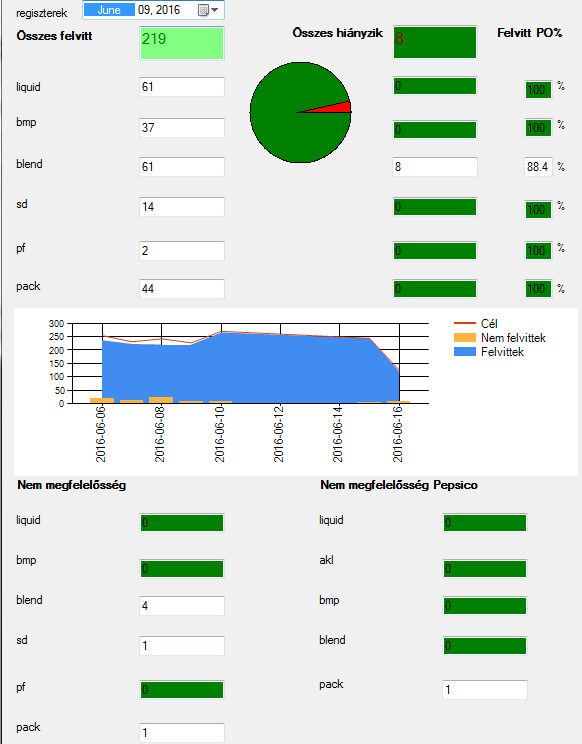 regiszterek June 09, 2016
Összes felvitt 219 Összes hiányzik 8 Felvitt PO%
liquid 61 0 100 %
bmp 37 0 100 %
blend 61 8 88.4 %
sd 14 0 100 %
pf 2 0 100 %
pack 44 0 100 %
300
250
200
150
100
50
0
2016-06-06 2016-06-08 2016-06-10 2016-06-12 2016-06-14 2016-06-16
Cél
Nem felvittek
Felvittek
Nem megfelelősség Nem megfelelősség Pepsico
liquid 0 liquid 0
bmp 0 akl 0
blend 4 bmp 0
sd 1 blend 0
pf 0 pack 1
pack 1